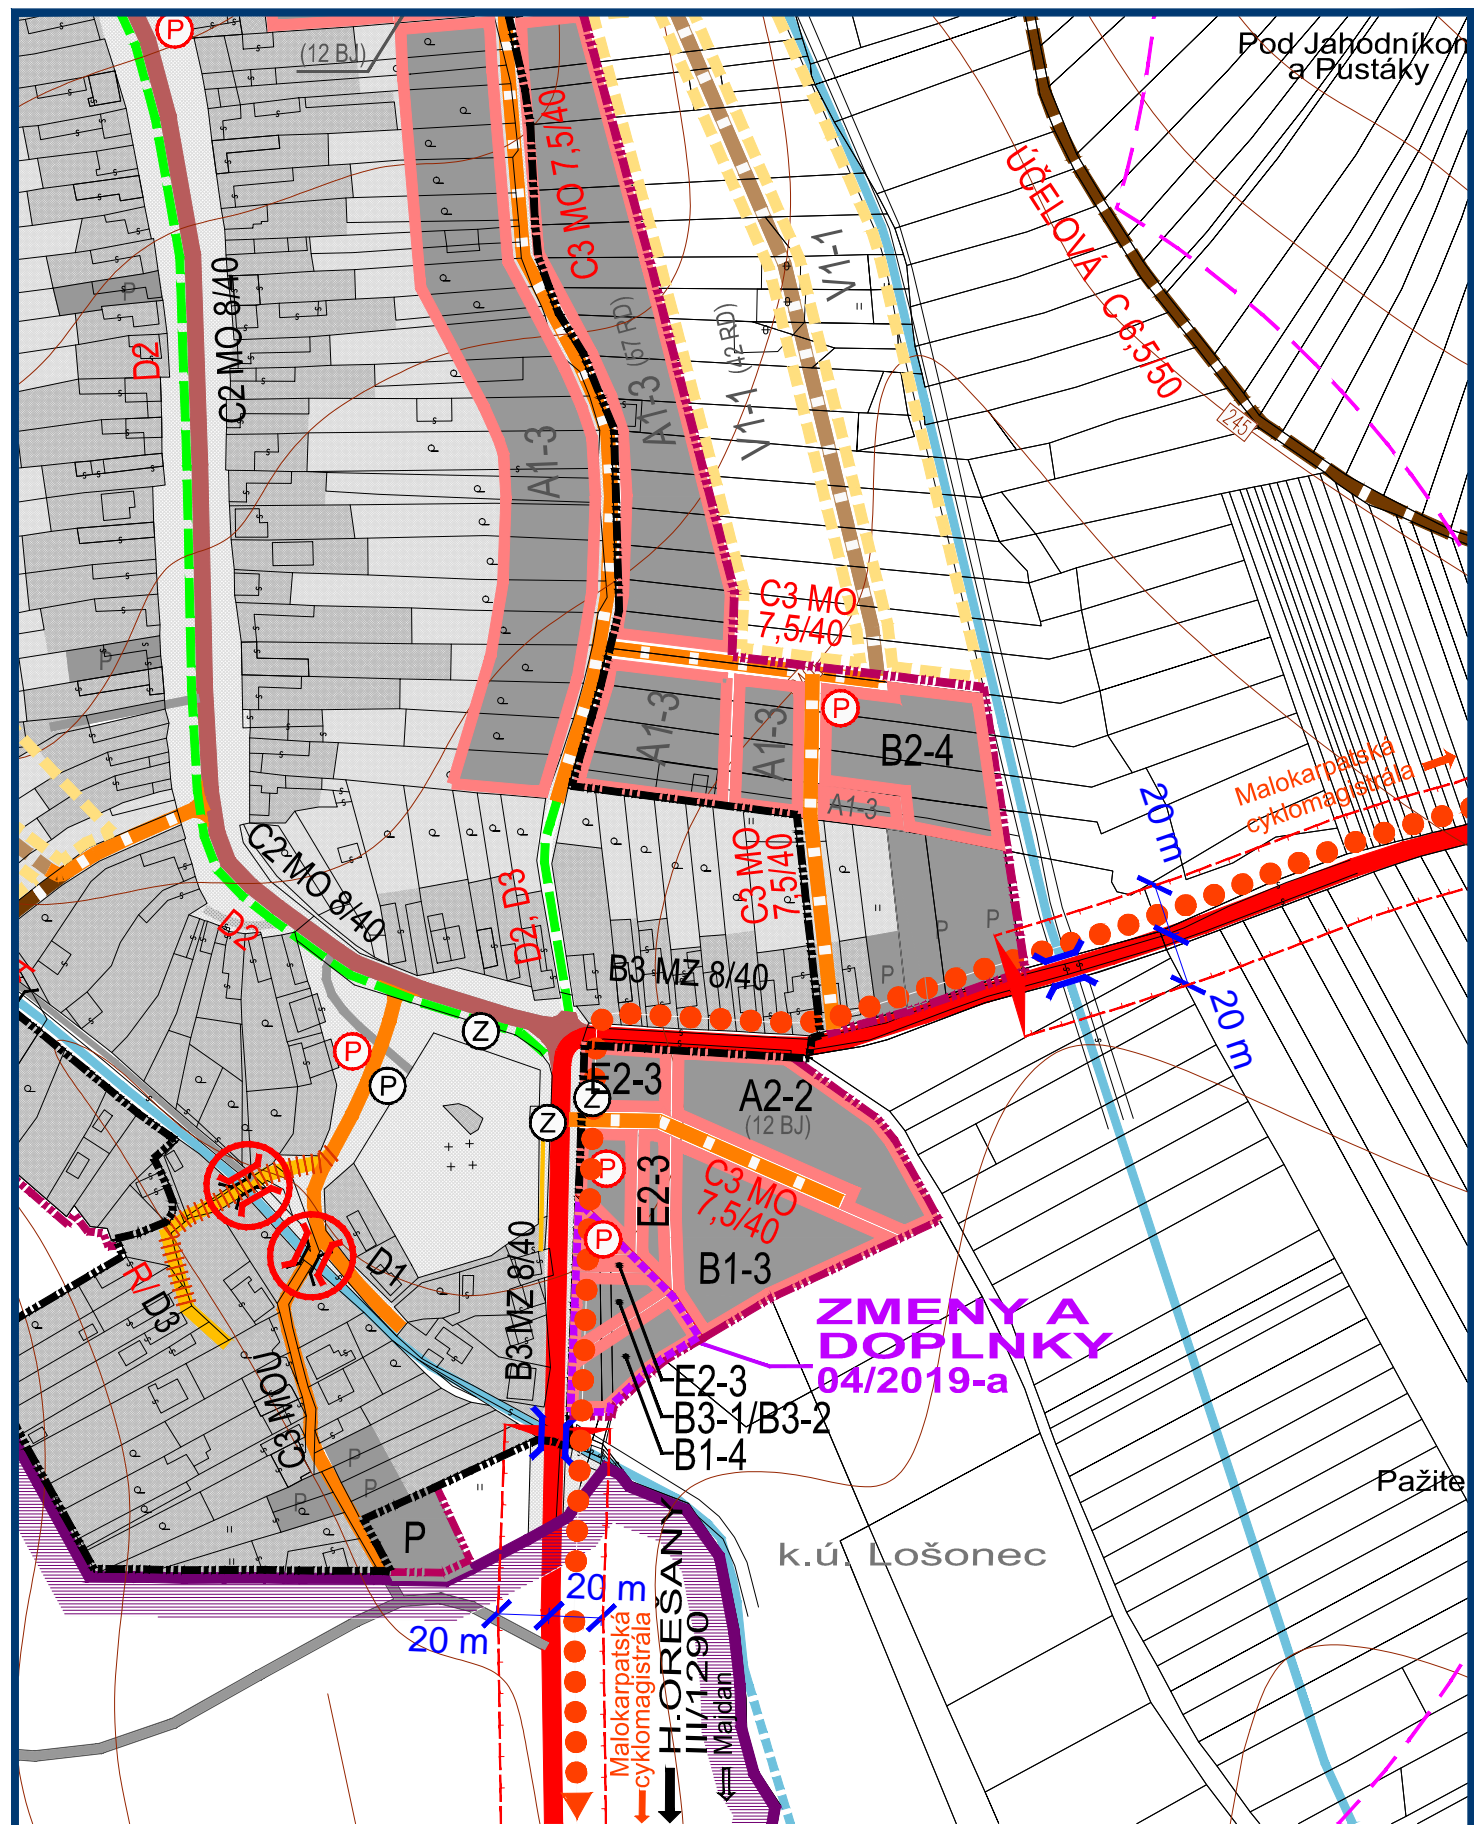 P
(12 BJ)
Pod Jahodníkom
a Pustáky
C3 MO 7,5/40
ÚČELOVÁ C 6,5/50
V1-1
D2
C2 MO 8/40
P
A1-3 (57 RD)
V1-1 (42 RD)
A1-3
245
C3 MO
7,5/40
P
A1-3
A1-3
P
B2-4
A1-3
Malokarpatská
cyklomagistrála
20 m
C2 MO 8/40
D2
D2, D3
C3 MO
7,5/40
P
P
P
B3 MZ 8/40
20 m
Z
P
P
E2-3
Z
Z
A2-2
(12 BJ)
P
E2-3
C3 MO
7,5/40
P
B1-3
D1
R/ D3
B3 MZ 8/40
C3 MOU
ZMENY A
DOPLNKY
04/2019-a
E2-3
B3-1/B3-2
B1-4
P
P
P
P
Pažite
k.ú. Lošonec
20 m
20 m
Malokarpatská
cyklomagistrála
H.OREŠANY
III/1290
Majdan